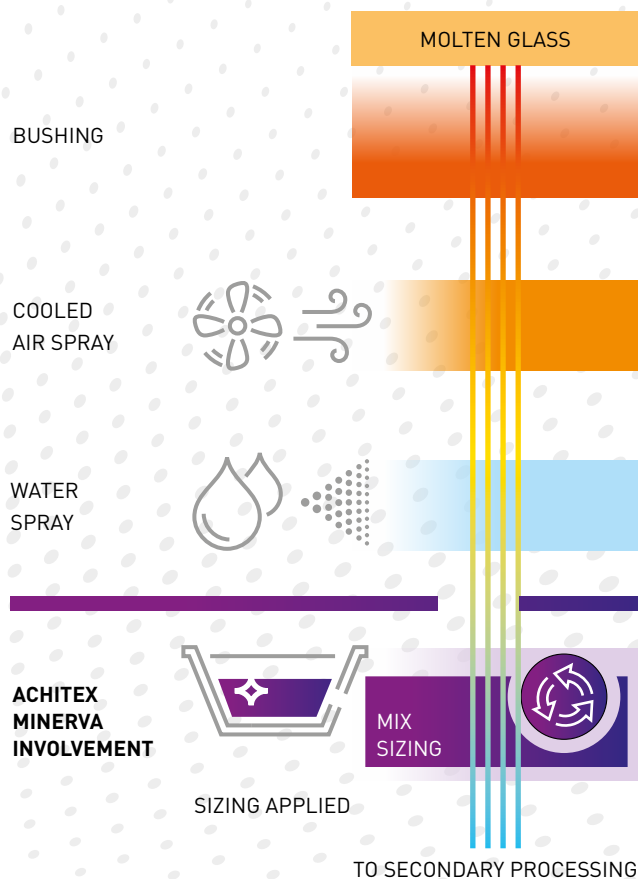 MOLTEN GLASS
BUSHING
COOLED
AIR SPRAY
WATER
SPRAY
ACHITEX
MINERVA
INVOLVEMENT
MIX
SIZING
SIZING APPLIED
TO SECONDARY PROCESSING